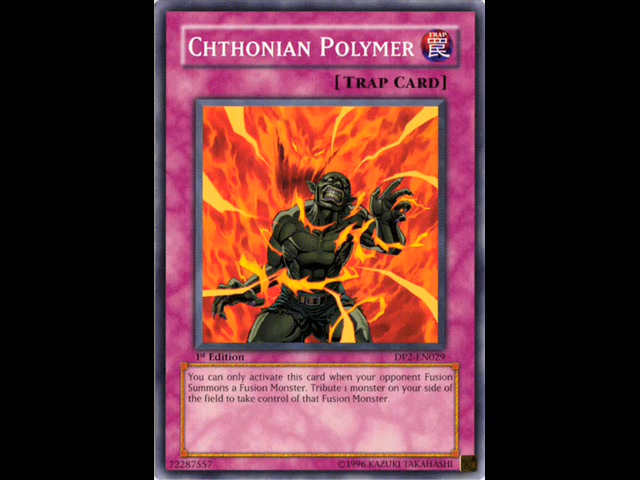 CHTHONIAN POLYMER
TRAP
罠
[TRAP CARD]
1st Edition
DP2-EN029
You can only activate this card when your opponent Fusion
Summons a Fusion Monster. Tribute 1 monster on your side of
the field to take control of that Fusion Monster.
72287557
©1996 KAZUKI TAKAHASHI